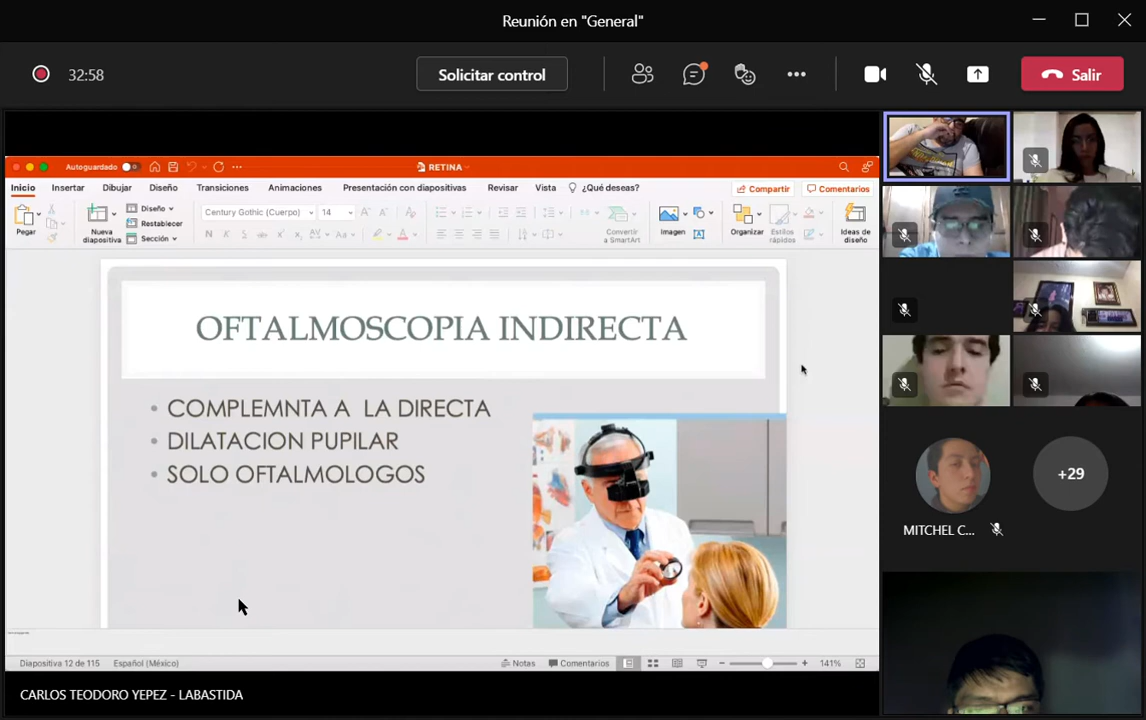 Reunión en "General"
32:58
Solicitar control
Salir
Autoguardado
RETINA
Inicio Insertar Dibujar Diseño Transiciones Animaciones Presentación con diapositivas Revisar Vista ¿Qué deseas?
Compartir Comentarios
Pegar
Nueva diapositiva
Diseño
Restablecer
Sección
Century Gothic (Cuerpo) 14
Convertir a SmartArt
Imagen
Organizar
Estilos rápidos
Ideas de diseño
OFTALMOSCOPIA INDIRECTA
• COMPLEMNTA A LA DIRECTA
• DILATACION PUPILAR
• SOLO OFTALMOLOGOS
+29
MITCHEL C...
Diapositiva 12 de 115 Español (México) Notas Comentarios 141%
CARLOS TEODORO YEPEZ - LABASTIDA